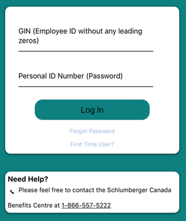 GIN (Employee ID without any leading
zeros)
Personal ID Number (Password)
Log In
Forgot Password
First Time User?
Need Help?
Please feel free to contact the Schlumberger Canada
Benefits Centre at 1-866-557-5222